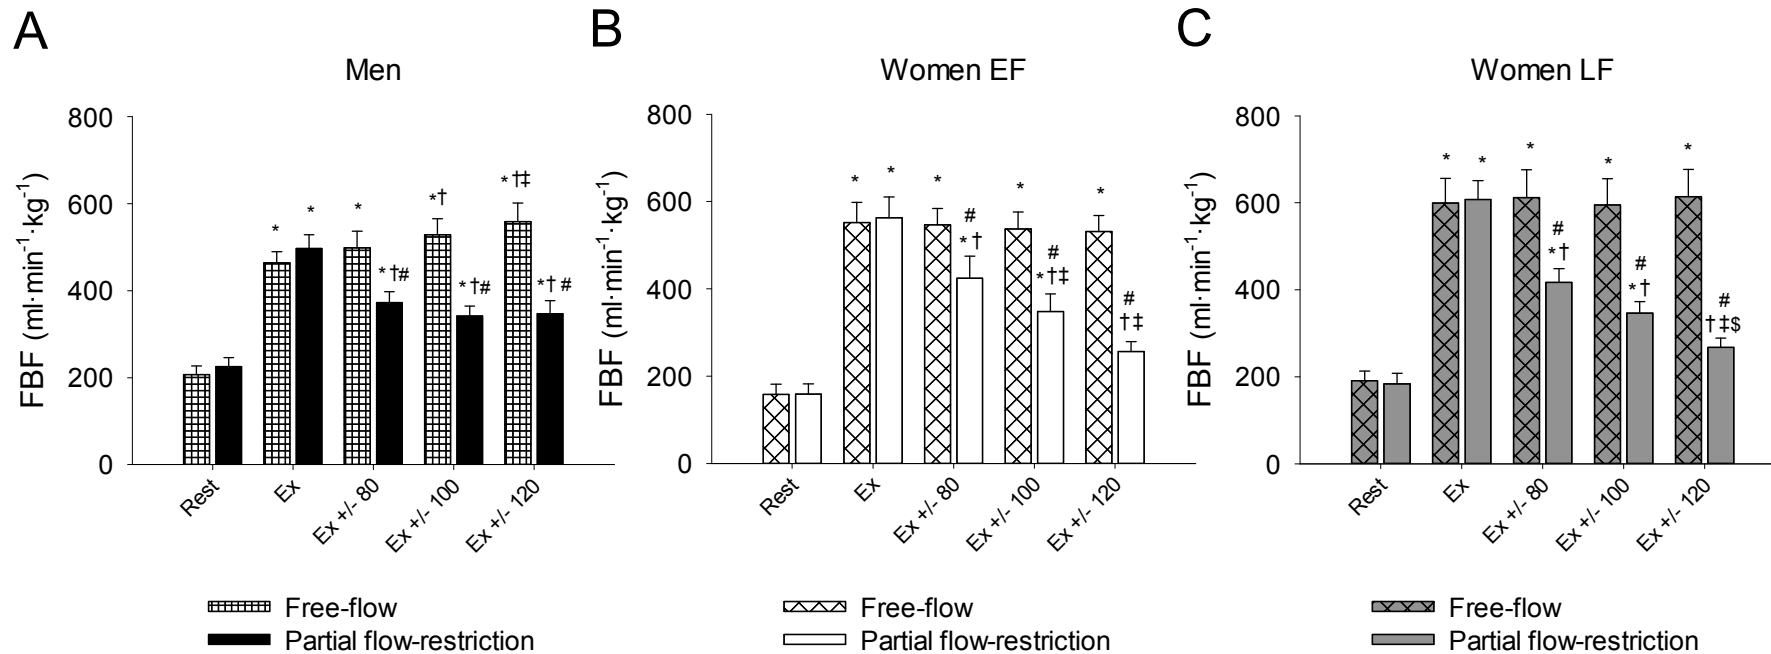 A
Men
FBF (ml·min-1·kg-1)
800
600
400
200
0
*
*
*
* †#
*†
* †#
* †‡
*† #
Rest
Ex
Ex +/- 80
Ex +/- 100
Ex +/- 120
Free-flow
Partial flow-restriction
B
Women EF
FBF (ml·min-1·kg-1)
800
600
400
200
0
*
*
*
#
* †
*
#
*†‡
*
#
†‡
Rest
Ex
Ex +/- 80
Ex +/- 100
Ex +/- 120
Free-flow
Partial flow-restriction
C
Women LF
FBF (ml·min-1·kg-1)
800
600
400
200
0
*
*
*
#
*†
*
#
*†
*
#
†‡$
Rest
Ex
Ex +/- 80
Ex +/- 100
Ex +/- 120
Free-flow
Partial flow-restriction